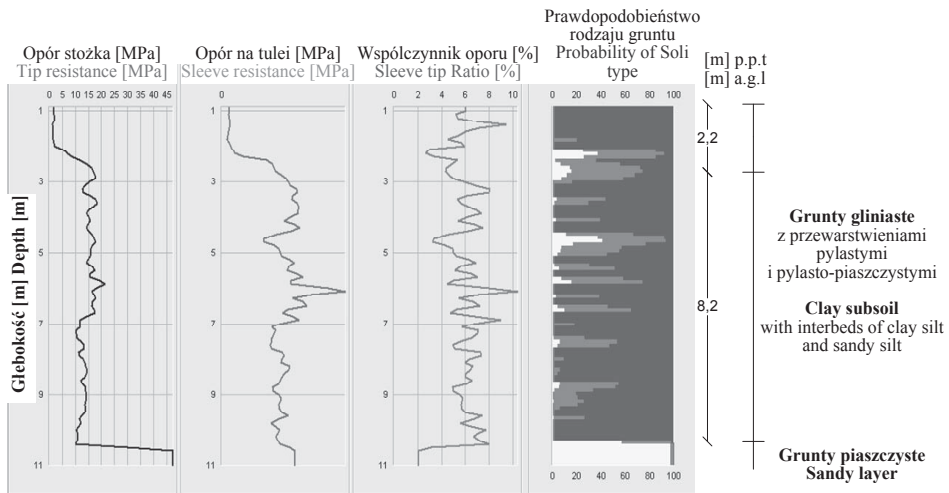 Opór stożka [MPa]
Tip resistance [MPa]
Opór na tulei [MPa]
Sleeve resistance [MPa]
Wspólczynnik oporu [%]
Sleeve tip Ratio [%]
Prawdopodobieństwo
rodzaju gruntu
Probability of Soli
type
[m] p.p.t
[m] a.g.l
0 5 10 15 20 25 30 35 40 45
0 2 4 6 8 10
0 20 40 60 80 100
Glebokość [m] Depth [m]
1
3
5
7
9
11
1
3
5
7
9
11
1
3
5
7
9
11
0 20 40 60 80 100
2,2
8,2
Grunty gliniaste
z przewarstwieniami
pylastymi
i pylasto-piaszczystymi
Clay subsoil
with interbeds of clay silt
and sandy silt
Grunty piaszczyste
Sandy layer